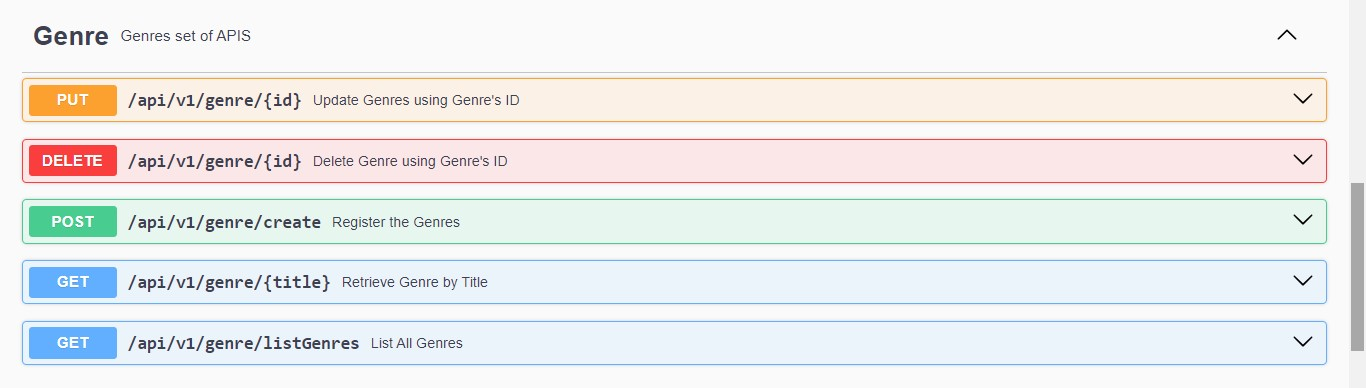 Genre Genres set of APIS
PUT /api/v1/genre/{id} Update Genres using Genre's ID
DELETE /api/v1/genre/{id} Delete Genre using Genre's ID
POST /api/v1/genre/create Register the Genres
GET /api/v1/genre/{title} Retrieve Genre by Title
GET /api/v1/genre/listGenres List All Genres